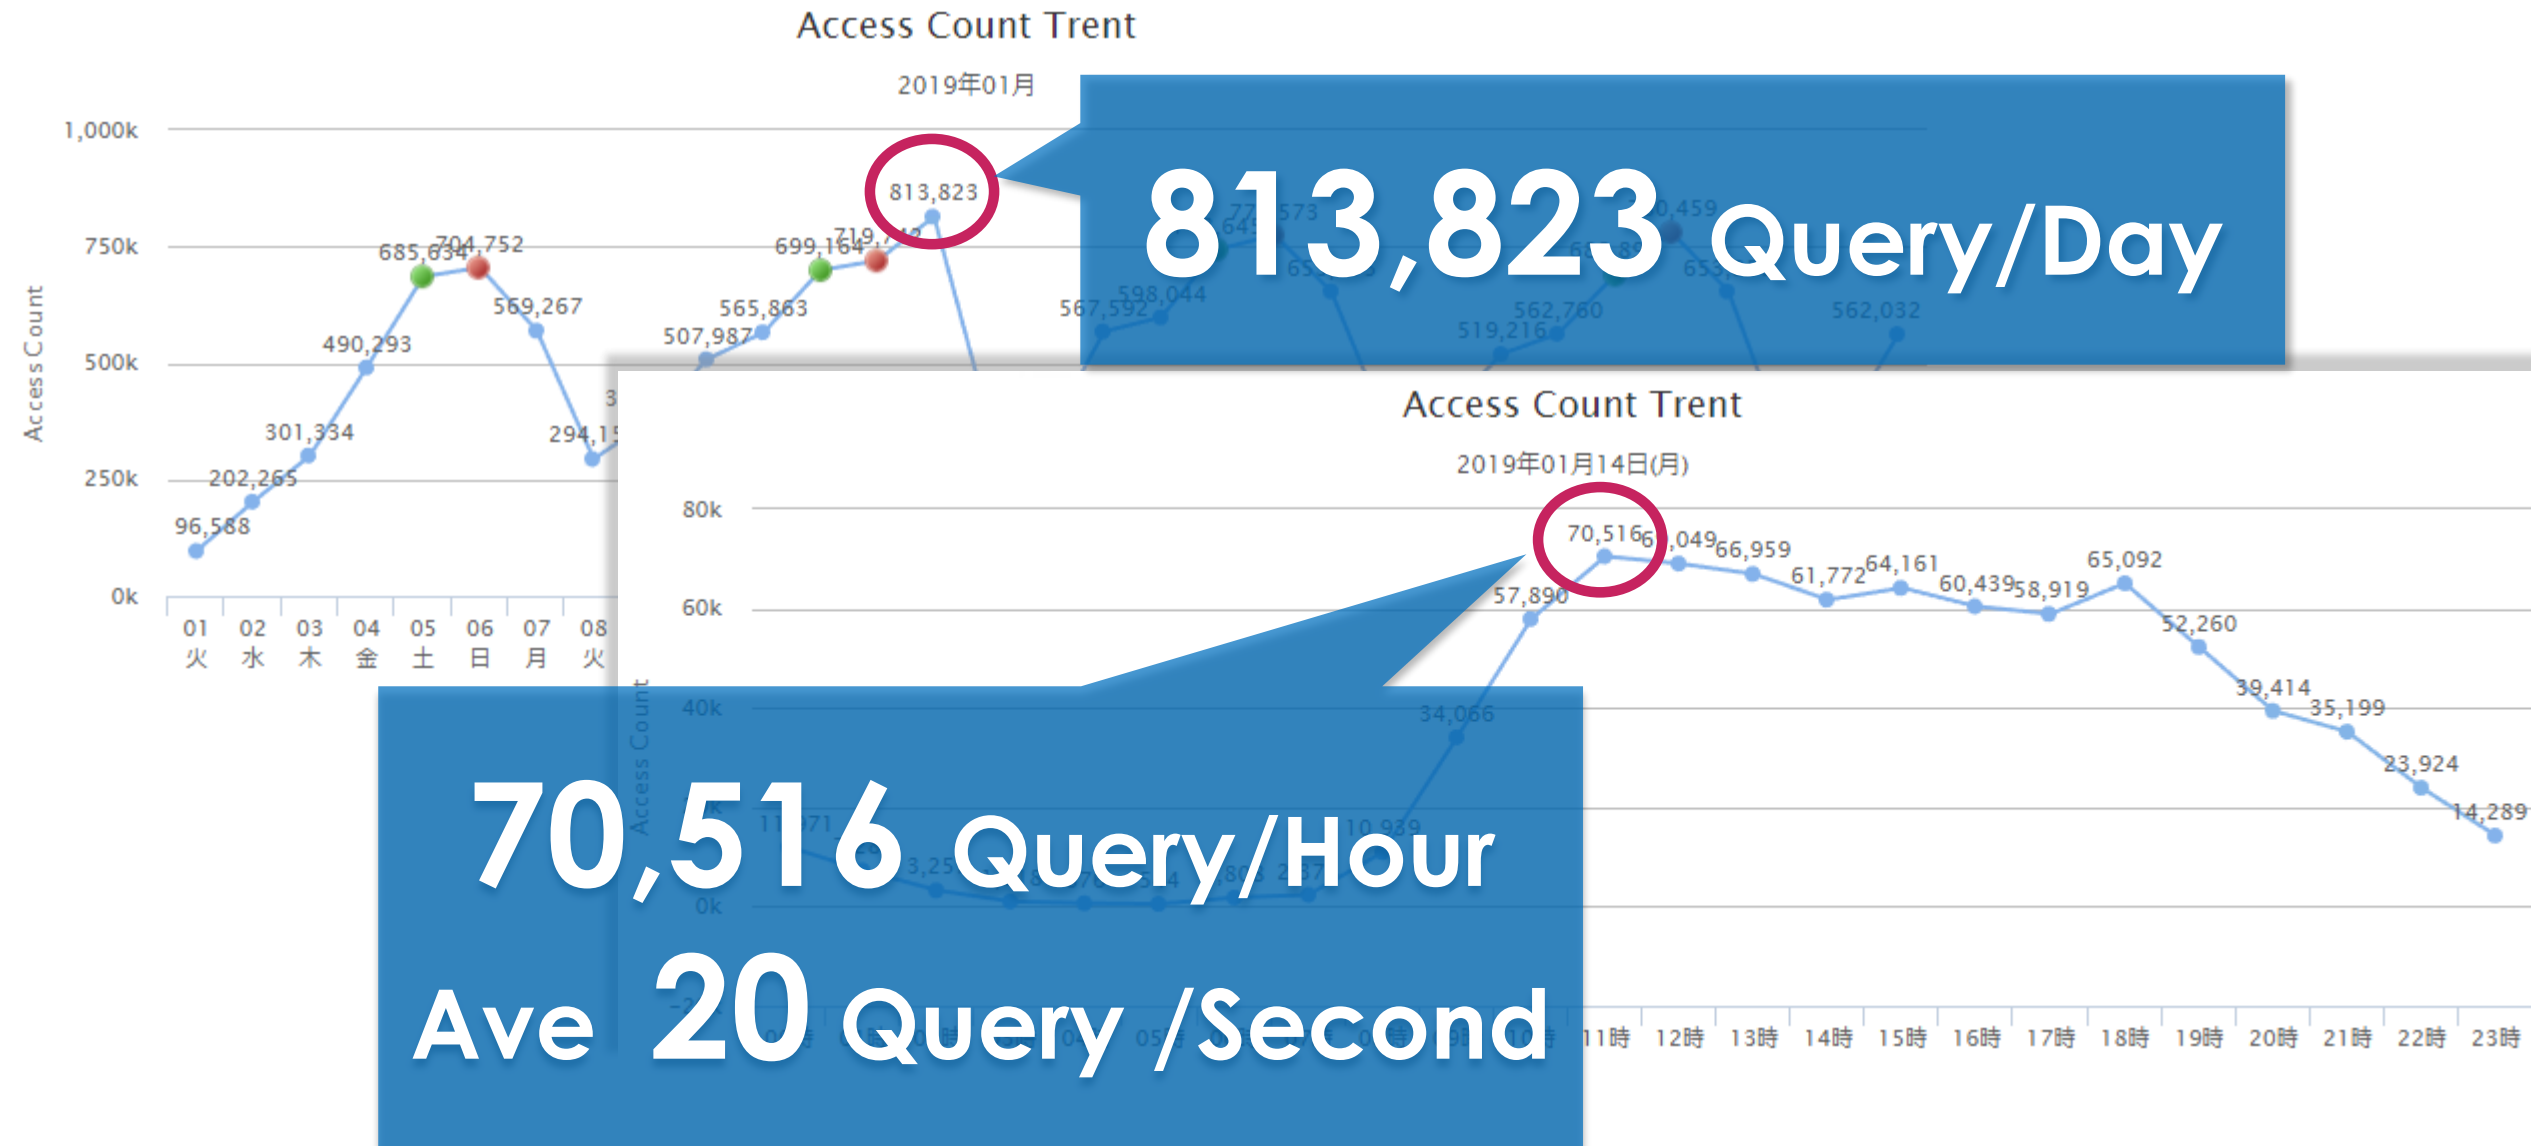 Access Count Trent
2019年01月
1,000k
750k
500k
250k
0k
Access Count
96,588
202,265
301,334
490,293
685,634
704,752
569,267
507,987
565,863
699,164
813,823
567,592
598,044
519,216
562,760
562,032
01 02 03 04 05 06 07 08
火 水 木 金 土 日 月 火
813,823 Query/Day
Access Count Trent
2019年01月14日(月)
80k
60k
40k
0k
Access Count
34,066
57,890
70,516
66,959
61,772
64,161
60,439
58,919
65,092
52,260
39,414
35,199
23,924
14,289
10,939
11時 12時 13時 14時 15時 16時 17時 18時 19時 20時 21時 22時 23時
70,516 Query/Hour
Ave 20 Query /Second